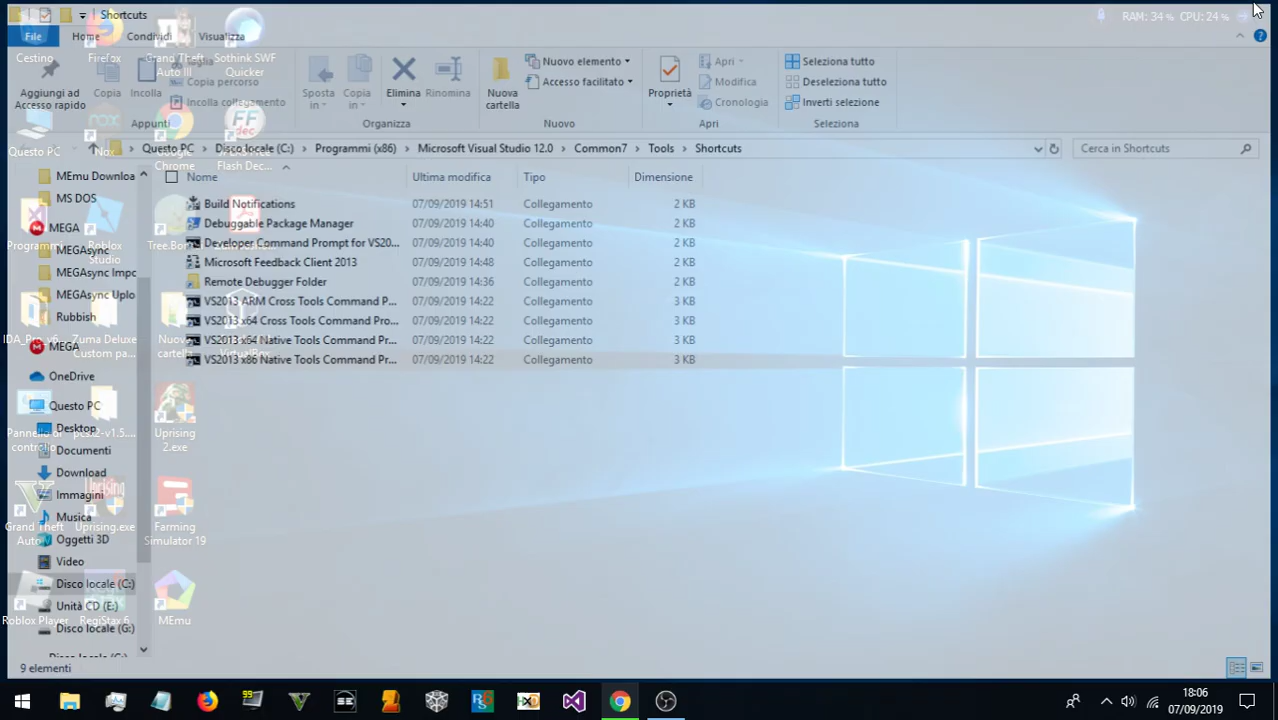 Shortcuts
RAM: 34 % CPU: 24 %
File Home Condividi Visualizza
Aggiungi ad Accesso rapido
Copia
Incolla
Taglia
Copia percorso
Incolla collegamento
Appunti
Sposta in
Copia in
Elimina
Rinomina
Organizza
Nuova cartella
Nuovo elemento
Accesso facilitato
Nuovo
Proprietà
Apri
Modifica
Cronologia
Apri
Seleziona tutto
Deseleziona tutto
Inverti selezione
Seleziona
Questo PC Disco locale (C:) Programmi (x86) Microsoft Visual Studio 12.0 Common7 Tools Shortcuts
Cerca in Shortcuts
Nome Ultima modifica Tipo Dimensione
Build Notifications 07/09/2019 14:51 Collegamento 2 KB
Debuggable Package Manager 07/09/2019 14:40 Collegamento 2 KB
Developer Command Prompt for VS20... 07/09/2019 14:40 Collegamento 2 KB
Microsoft Feedback Client 2013 07/09/2019 14:48 Collegamento 2 KB
Remote Debugger Folder 07/09/2019 14:36 Collegamento 2 KB
VS2013 ARM Cross Tools Command P... 07/09/2019 14:22 Collegamento 3 KB
VS2013 x64 Cross Tools Command Pro... 07/09/2019 14:22 Collegamento 3 KB
VS2013 x64 Native Tools Command Pr... 07/09/2019 14:22 Collegamento 3 KB
VS2013 x86 Native Tools Command Pr... 07/09/2019 14:22 Collegamento 3 KB
MEmu Downloa
MS DOS
MEGA
MEGAsync
MEGAsync Impo
MEGAsync Uplo
Rubbish
MEGA
OneDrive
Questo PC
Desktop
Documenti
Download
Immagini
Musica
Oggetti 3D
Video
Disco locale (C:)
Unità CD (E:)
Disco locale (G:)
9 elementi
Cestino
Firefox
Grand Theft
Auto III
Sothink SWF
Quicker
Questo PC
Nox
Google
Chrome
Flash Dec...
Programmi
Roblox
Studio
IDA_Pro_v6...
Zuma Deluxe
Custom pa...
Nuova
cartella
VirtualBox
Pannello di
controllo
pcsx2-v1.5....
Uprising
2.exe
Grand Theft
Auto
Uprising.exe
Farming
Simulator 19
Roblox Player
RegiStax 6
MEmu
18:06
07/09/2019